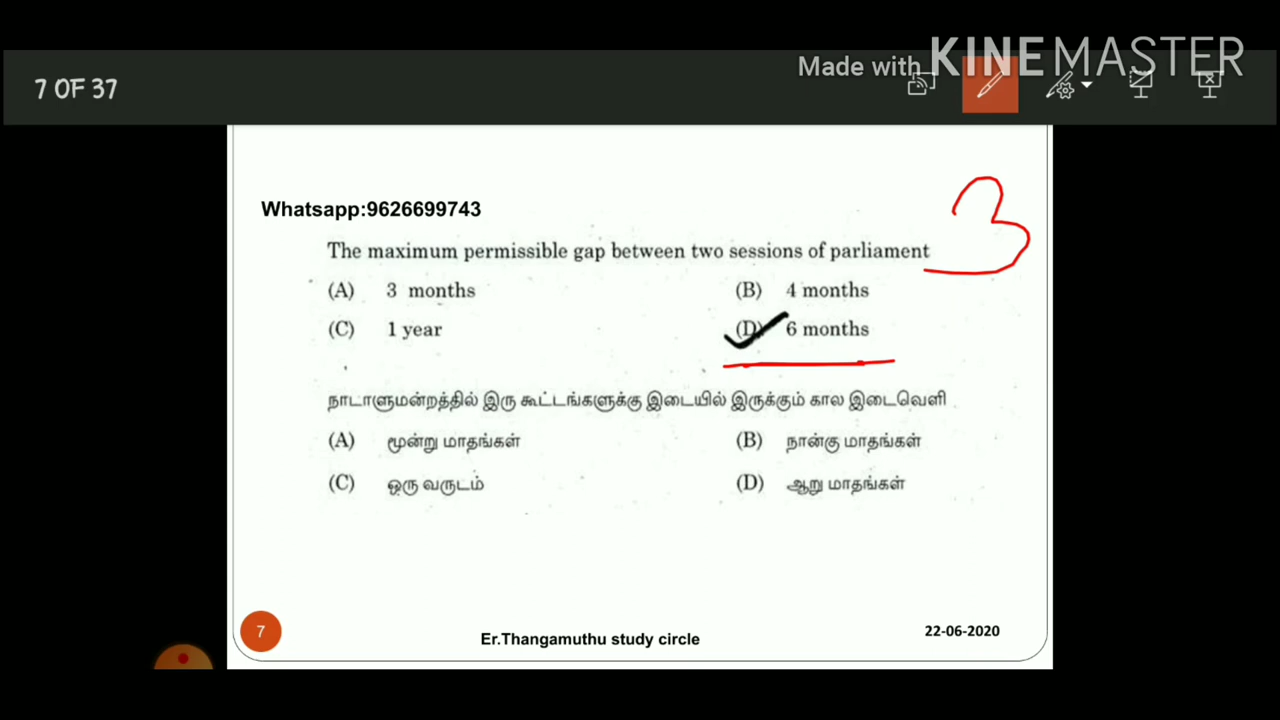 Made with KINEMASTER
7 OF 37
Whatsapp:9626699743
3
The maximum permissible gap between two sessions of parliament
(A) 3 months (B) 4 months
(C) 1 year (D) 6 months
நாடாளுமன்றத்தில் இரு கூட்டங்களுக்கு இடையில் இருக்கும் கால இடைவெளி
(A) மூன்று மாதங்கள் (B) நான்கு மாதங்கள்
(C) ஒரு வருடம் (D) ஆறு மாதங்கள்
7 Er.Thangamuthu study circle 22-06-2020